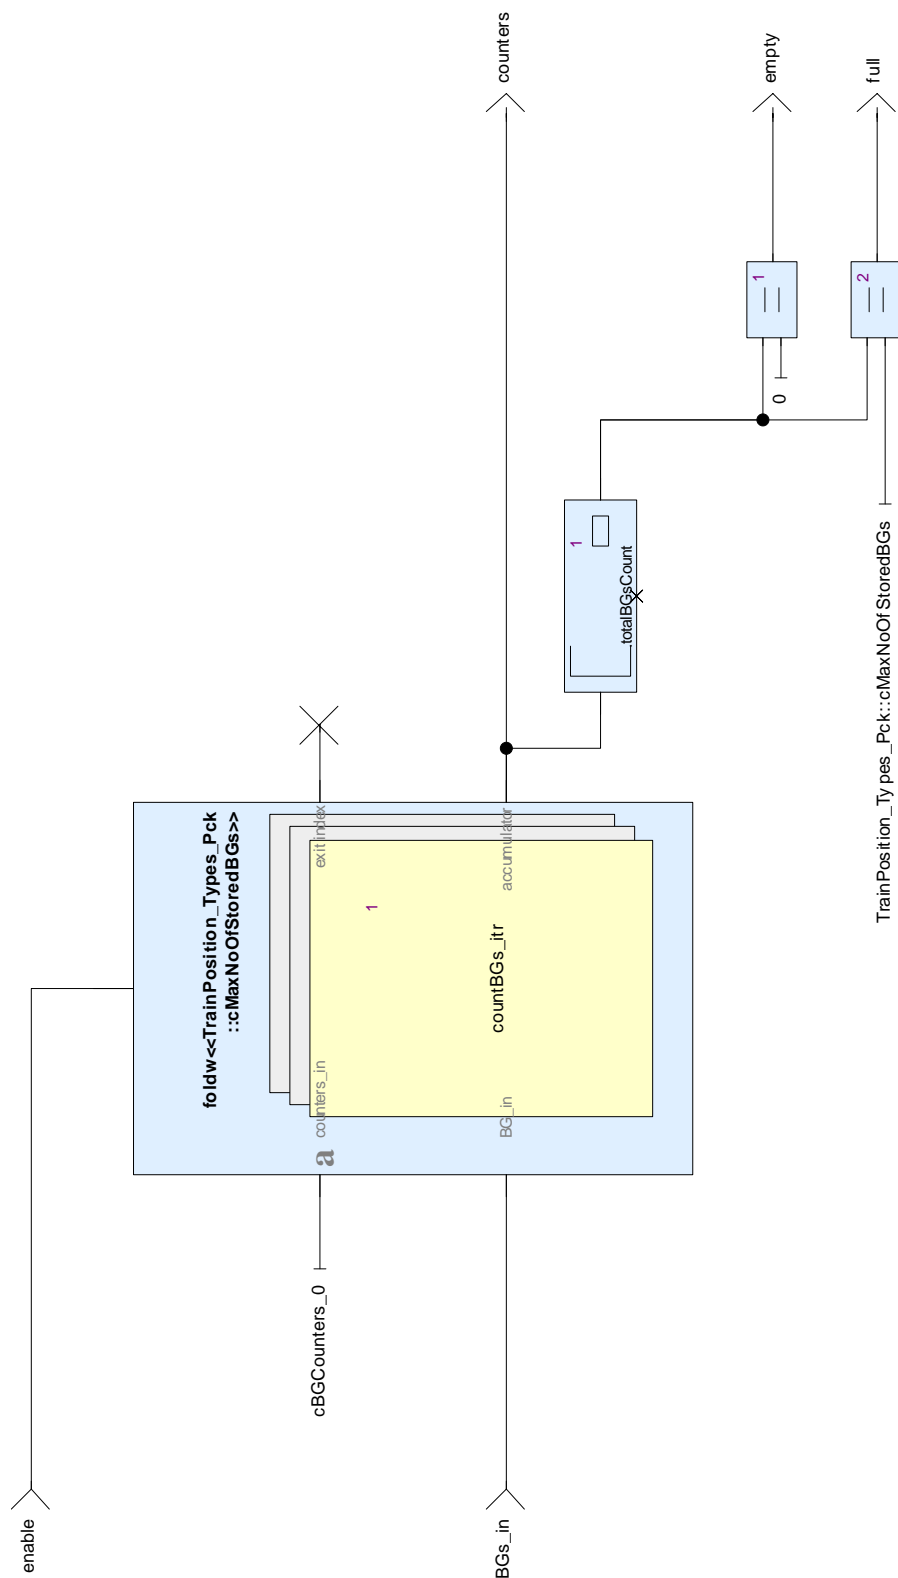 enable
foldw<<TrainPosition_Types_Pck
::cMaxNoOfStoredBGs>>
cBGCounters_0
a
counters_in
exit index
1
BGs_in
BG_in
countBGs_itr
accumulator
counters
1
.totalBGsCount
0
1
empty
TrainPosition_Types_Pck::cMaxNoOfStoredBGs
2
full